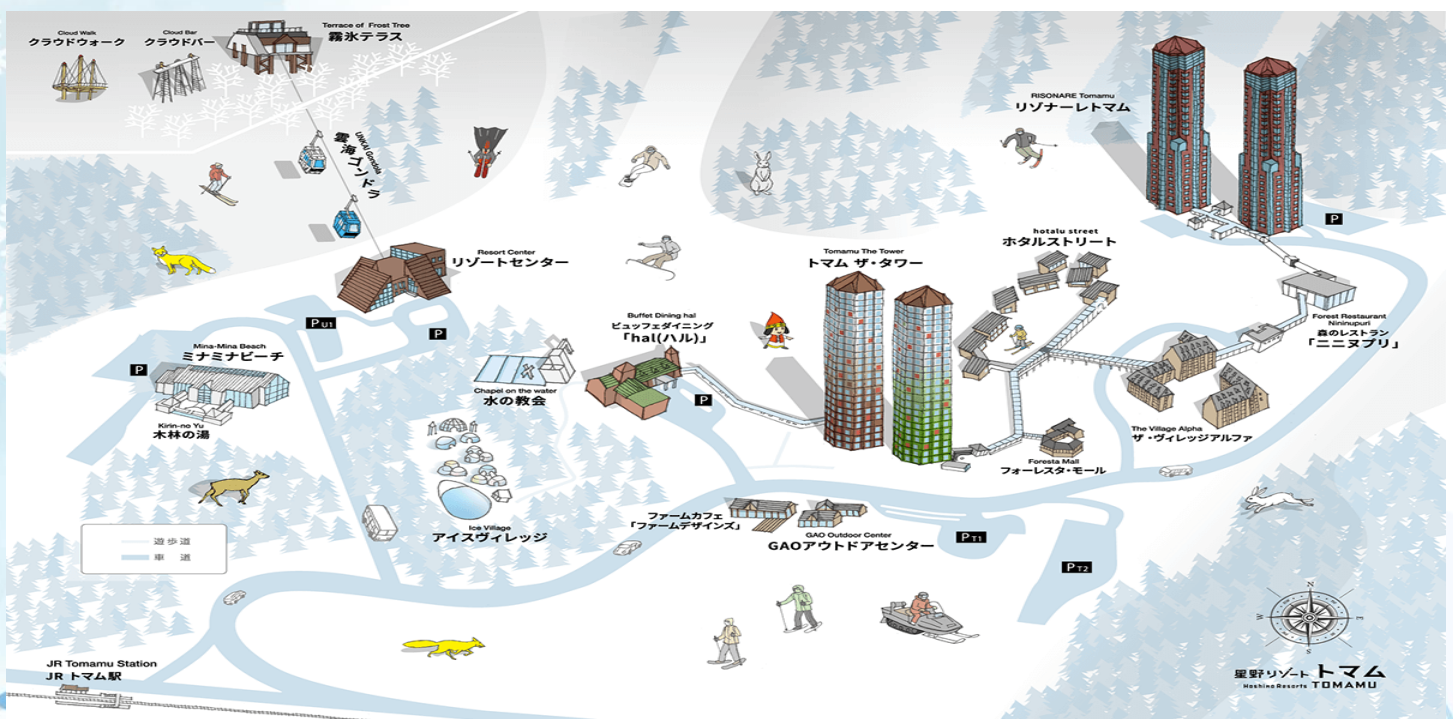 Cloud Walk
クラウドウォーク
Cloud Bar
クラウドバー
Terrace of Frost Tree
霧氷テラス
UNKAI Gondola
雲海ゴンドラ
RISONARE Tomamu
リゾナーレトマム
P
hotalu street
ホタルストリート
Resort Center
リゾートセンター
Tomamu The Tower
トマム ザ・タワー
Forest Restaurant
Nininupuri
森のレストラン
「ニニヌプリ」
Buffet Dining hal
ビュッフェダイニング
「hal(ハル)」
P U1
P
Mina-Mina Beach
ミナミナビーチ
P
Chapel on the water
水の教会
P
Kirin-no Yu
木林の湯
The Village Alpha
ザ・ヴィレッジアルファ
Foresta Mall
フォーレスタ・モール
Ice Village
アイスヴィレッジ
ファームカフェ
「ファームデザインズ」
GAO Outdoor Center
GAOアウトドアセンター
P T1
P T2
遊歩道
車 道
N
W
E
S
JR Tomamu Station
JR トマム駅
星野リゾート トマム
Hoshino Resorts TOMAMU